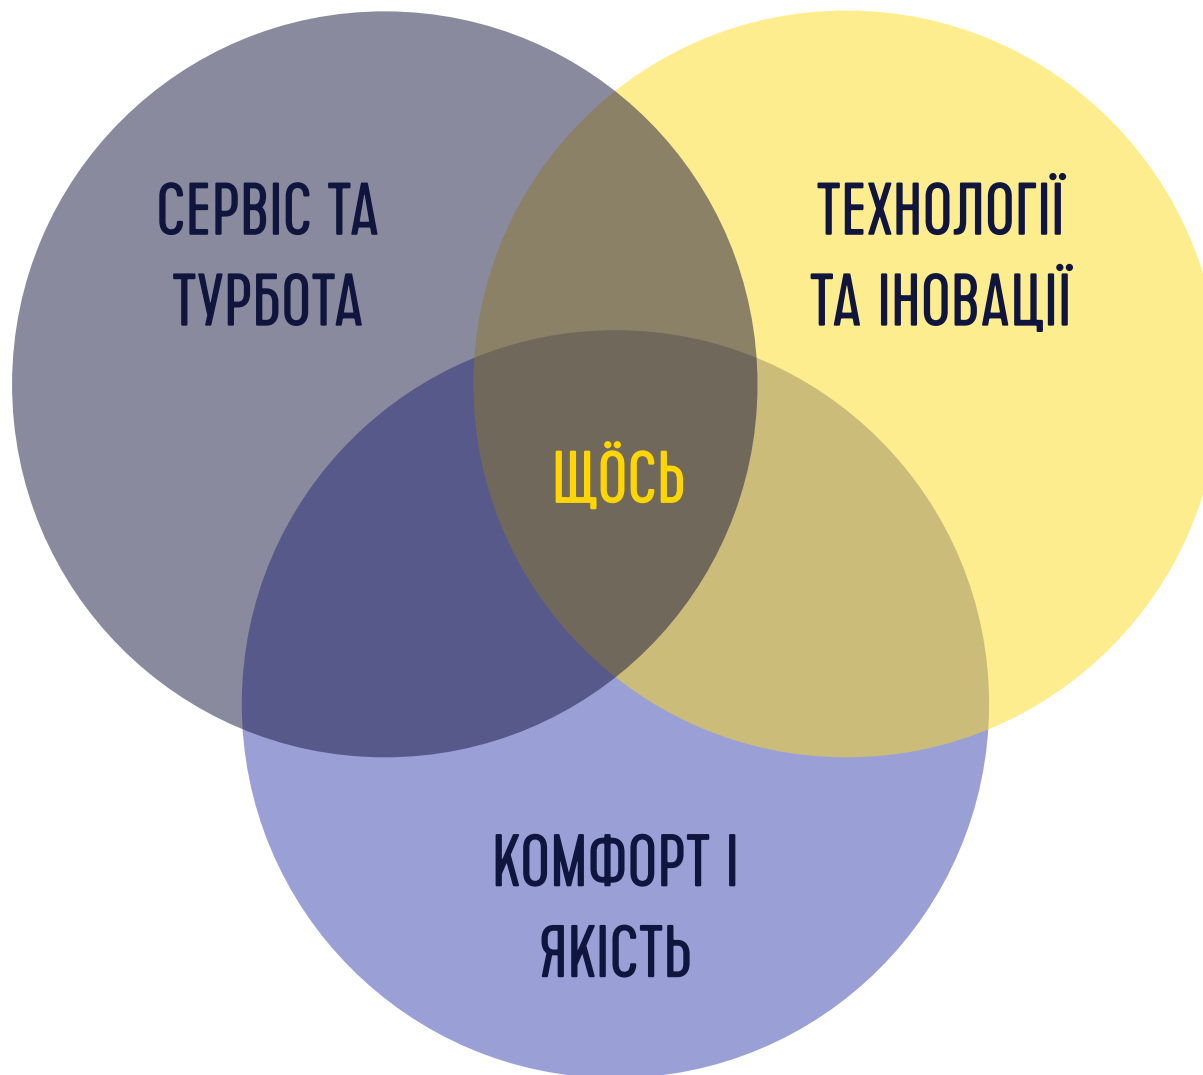 СЕРВІС ТА
ТУРБОТА
ТЕХНОЛОГІЇ
ТА ІНОВАЦІЇ
ЩӦСЬ
КОМФОРТ І
ЯКІСТЬ